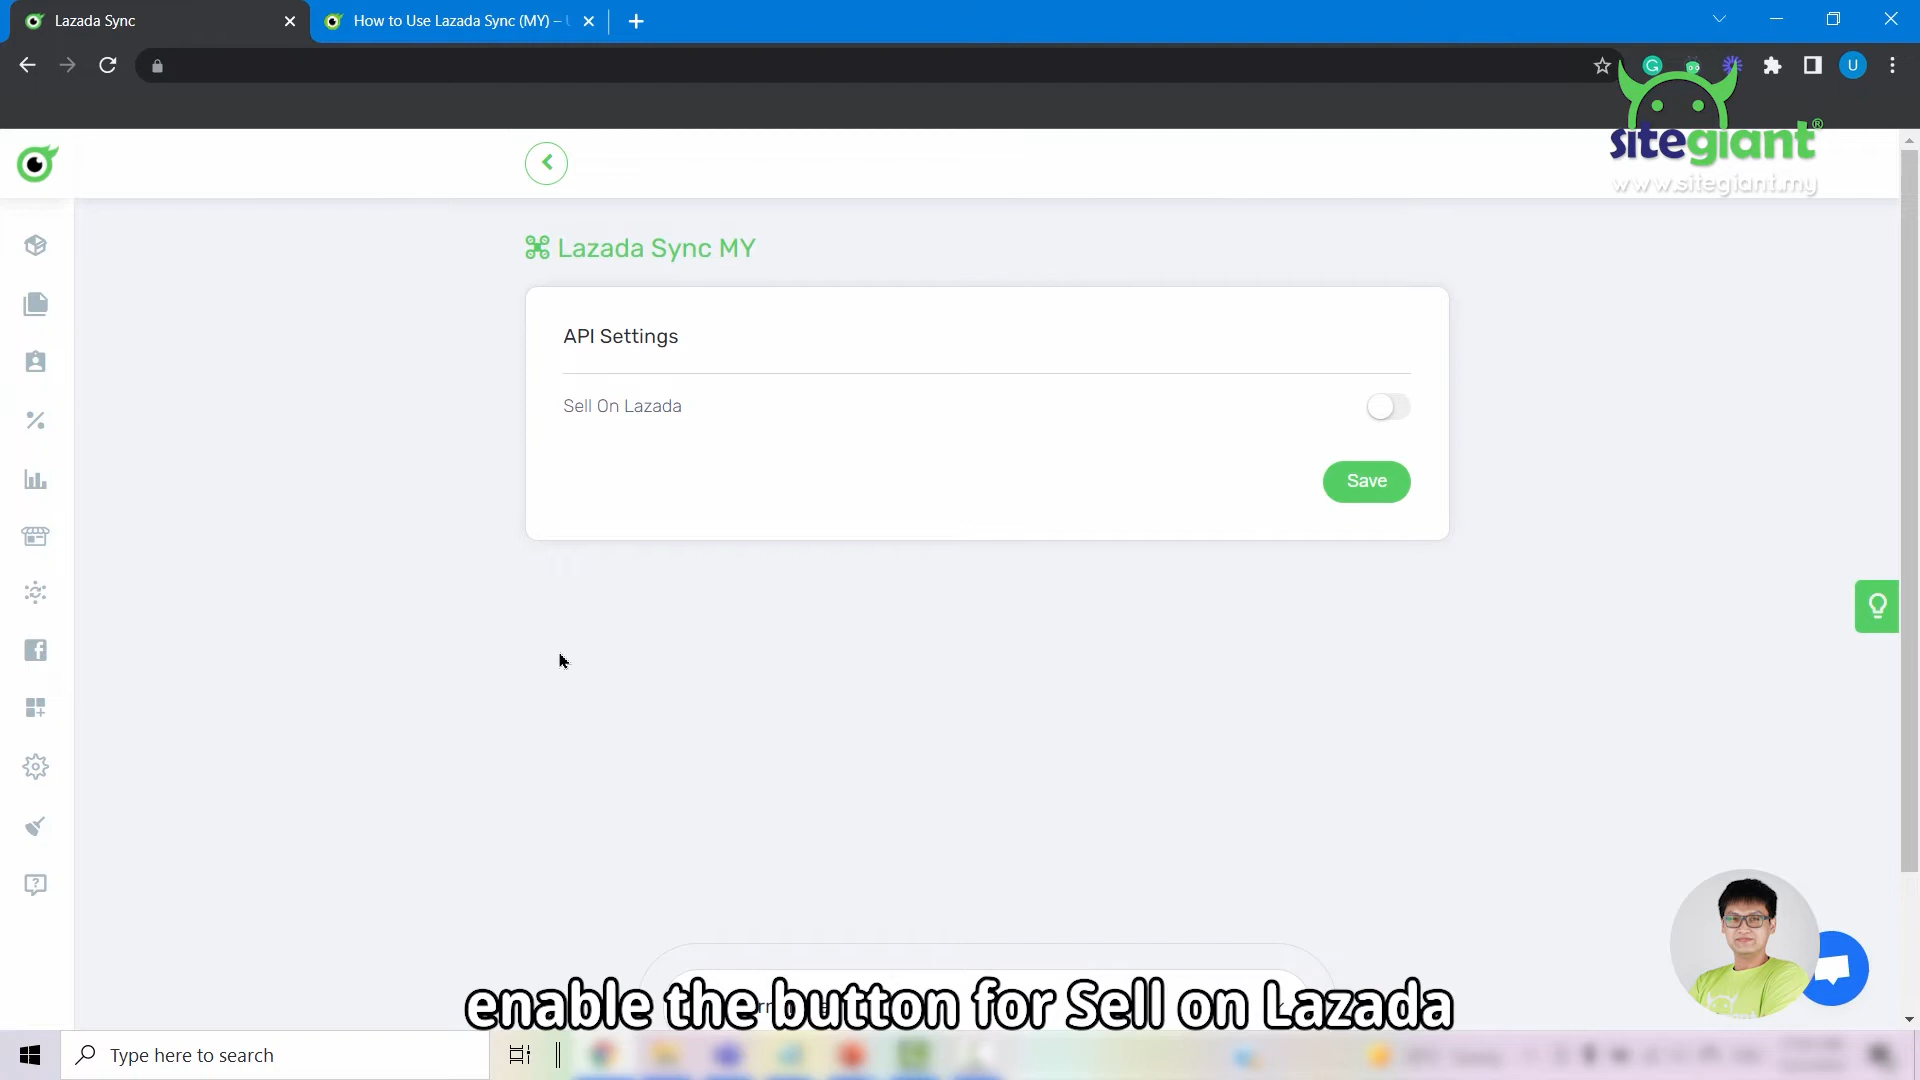 Lazada Sync
How to Use Lazada Sync (MY) –
U
sitegiant®
www.sitegiant.my
Lazada Sync MY
API Settings
Sell On Lazada
Save
enable the button for Sell on Lazada
Type here to search